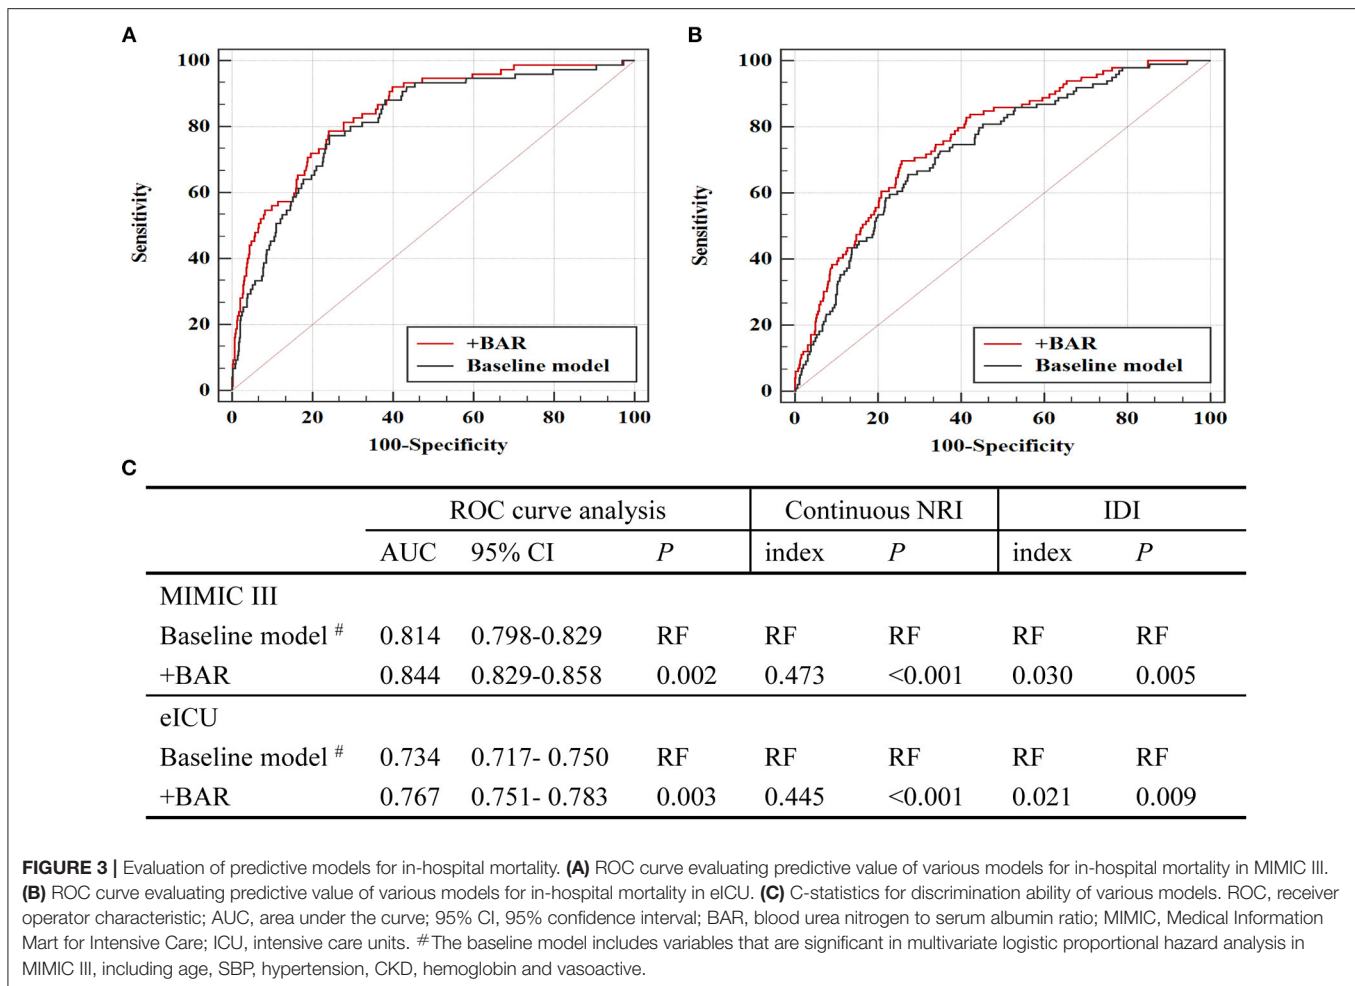 A
B
100
80
60
40
20
0
Sensitivity
+BAR
Baseline model
0 20 40 60 80 100
100-Specificity
100
80
60
40
20
0
Sensitivity
+BAR
Baseline model
0 20 40 60 80 100
100-Specificity
C
ROC curve analysis Continuous NRI IDI
AUC 95% CI P index P index P
MIMIC III
Baseline model # 0.814 0.798-0.829 RF RF RF RF RF
+BAR 0.844 0.829-0.858 0.002 0.473 <0.001 0.030 0.005
eICU
Baseline model # 0.734 0.717- 0.750 RF RF RF RF RF
+BAR 0.767 0.751- 0.783 0.003 0.445 <0.001 0.021 0.009
FIGURE 3 | Evaluation of predictive models for in-hospital mortality. (A) ROC curve evaluating predictive value of various models for in-hospital mortality in MIMIC III.
(B) ROC curve evaluating predictive value of various models for in-hospital mortality in eICU. (C) C-statistics for discrimination ability of various models. ROC, receiver
operator characteristic; AUC, area under the curve; 95% CI, 95% confidence interval; BAR, blood urea nitrogen to serum albumin ratio; MIMIC, Medical Information
Mart for Intensive Care; ICU, intensive care units. #The baseline model includes variables that are significant in multivariate logistic proportional hazard analysis in
MIMIC III, including age, SBP, hypertension, CKD, hemoglobin and vasoactive.